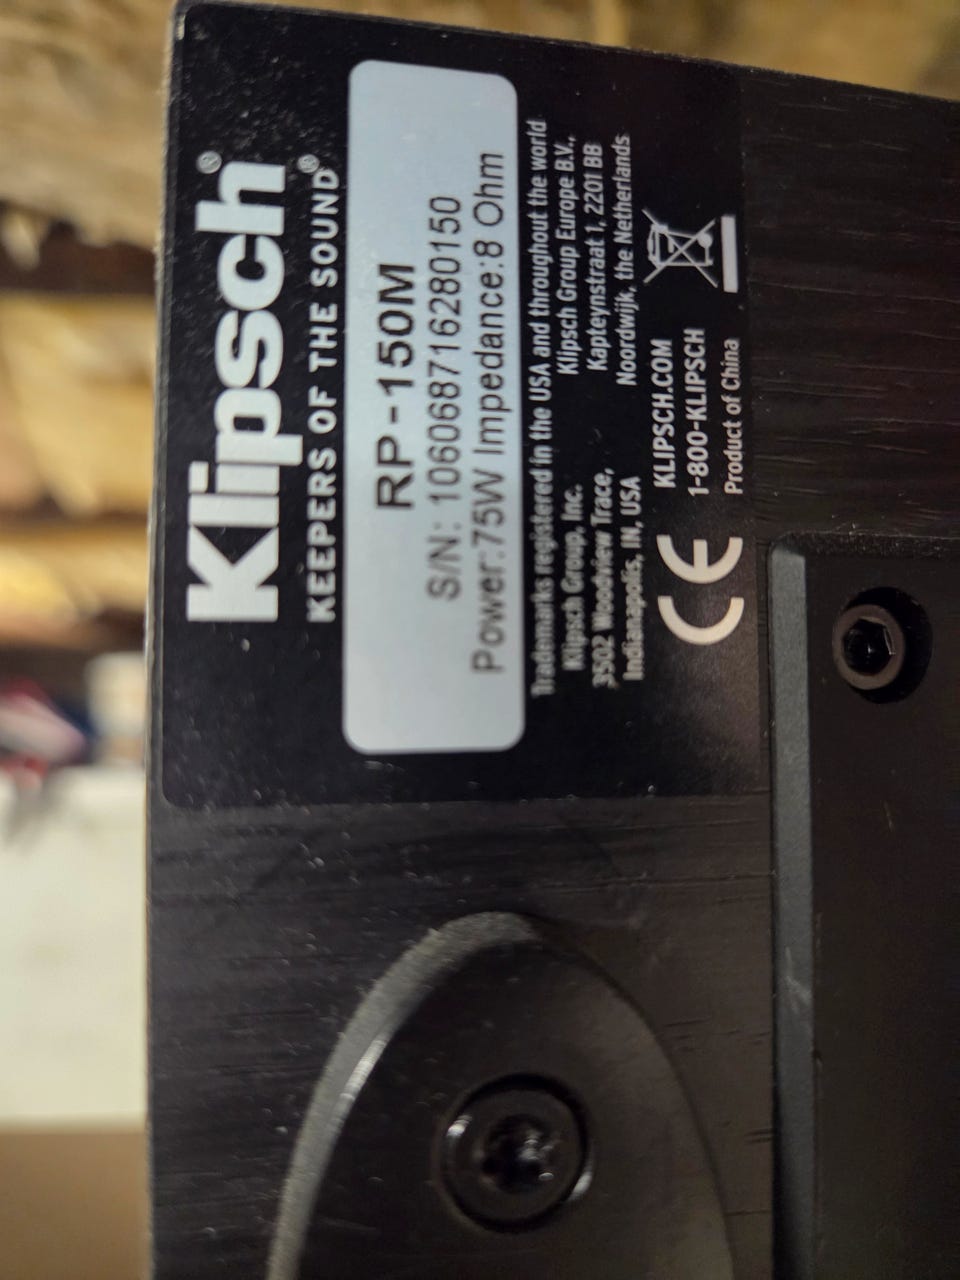 Klipsch®
KEEPERS OF THE SOUND®
RP-150M
S/N: 106068716280150
Power:75W Impedance:8 Ohm
Trademarks registered in the USA and throughout the world
Klipsch Group, Inc.
3502 Woodview Trace,
Indianapolis, IN, USA
Klipsch Group Europe B.V.,
Kapteynstraat 1, 2201 BB
Noordwijk, the Netherlands
CE
KLIPSCH.COM
1-800-KLIPSCH
Product of China